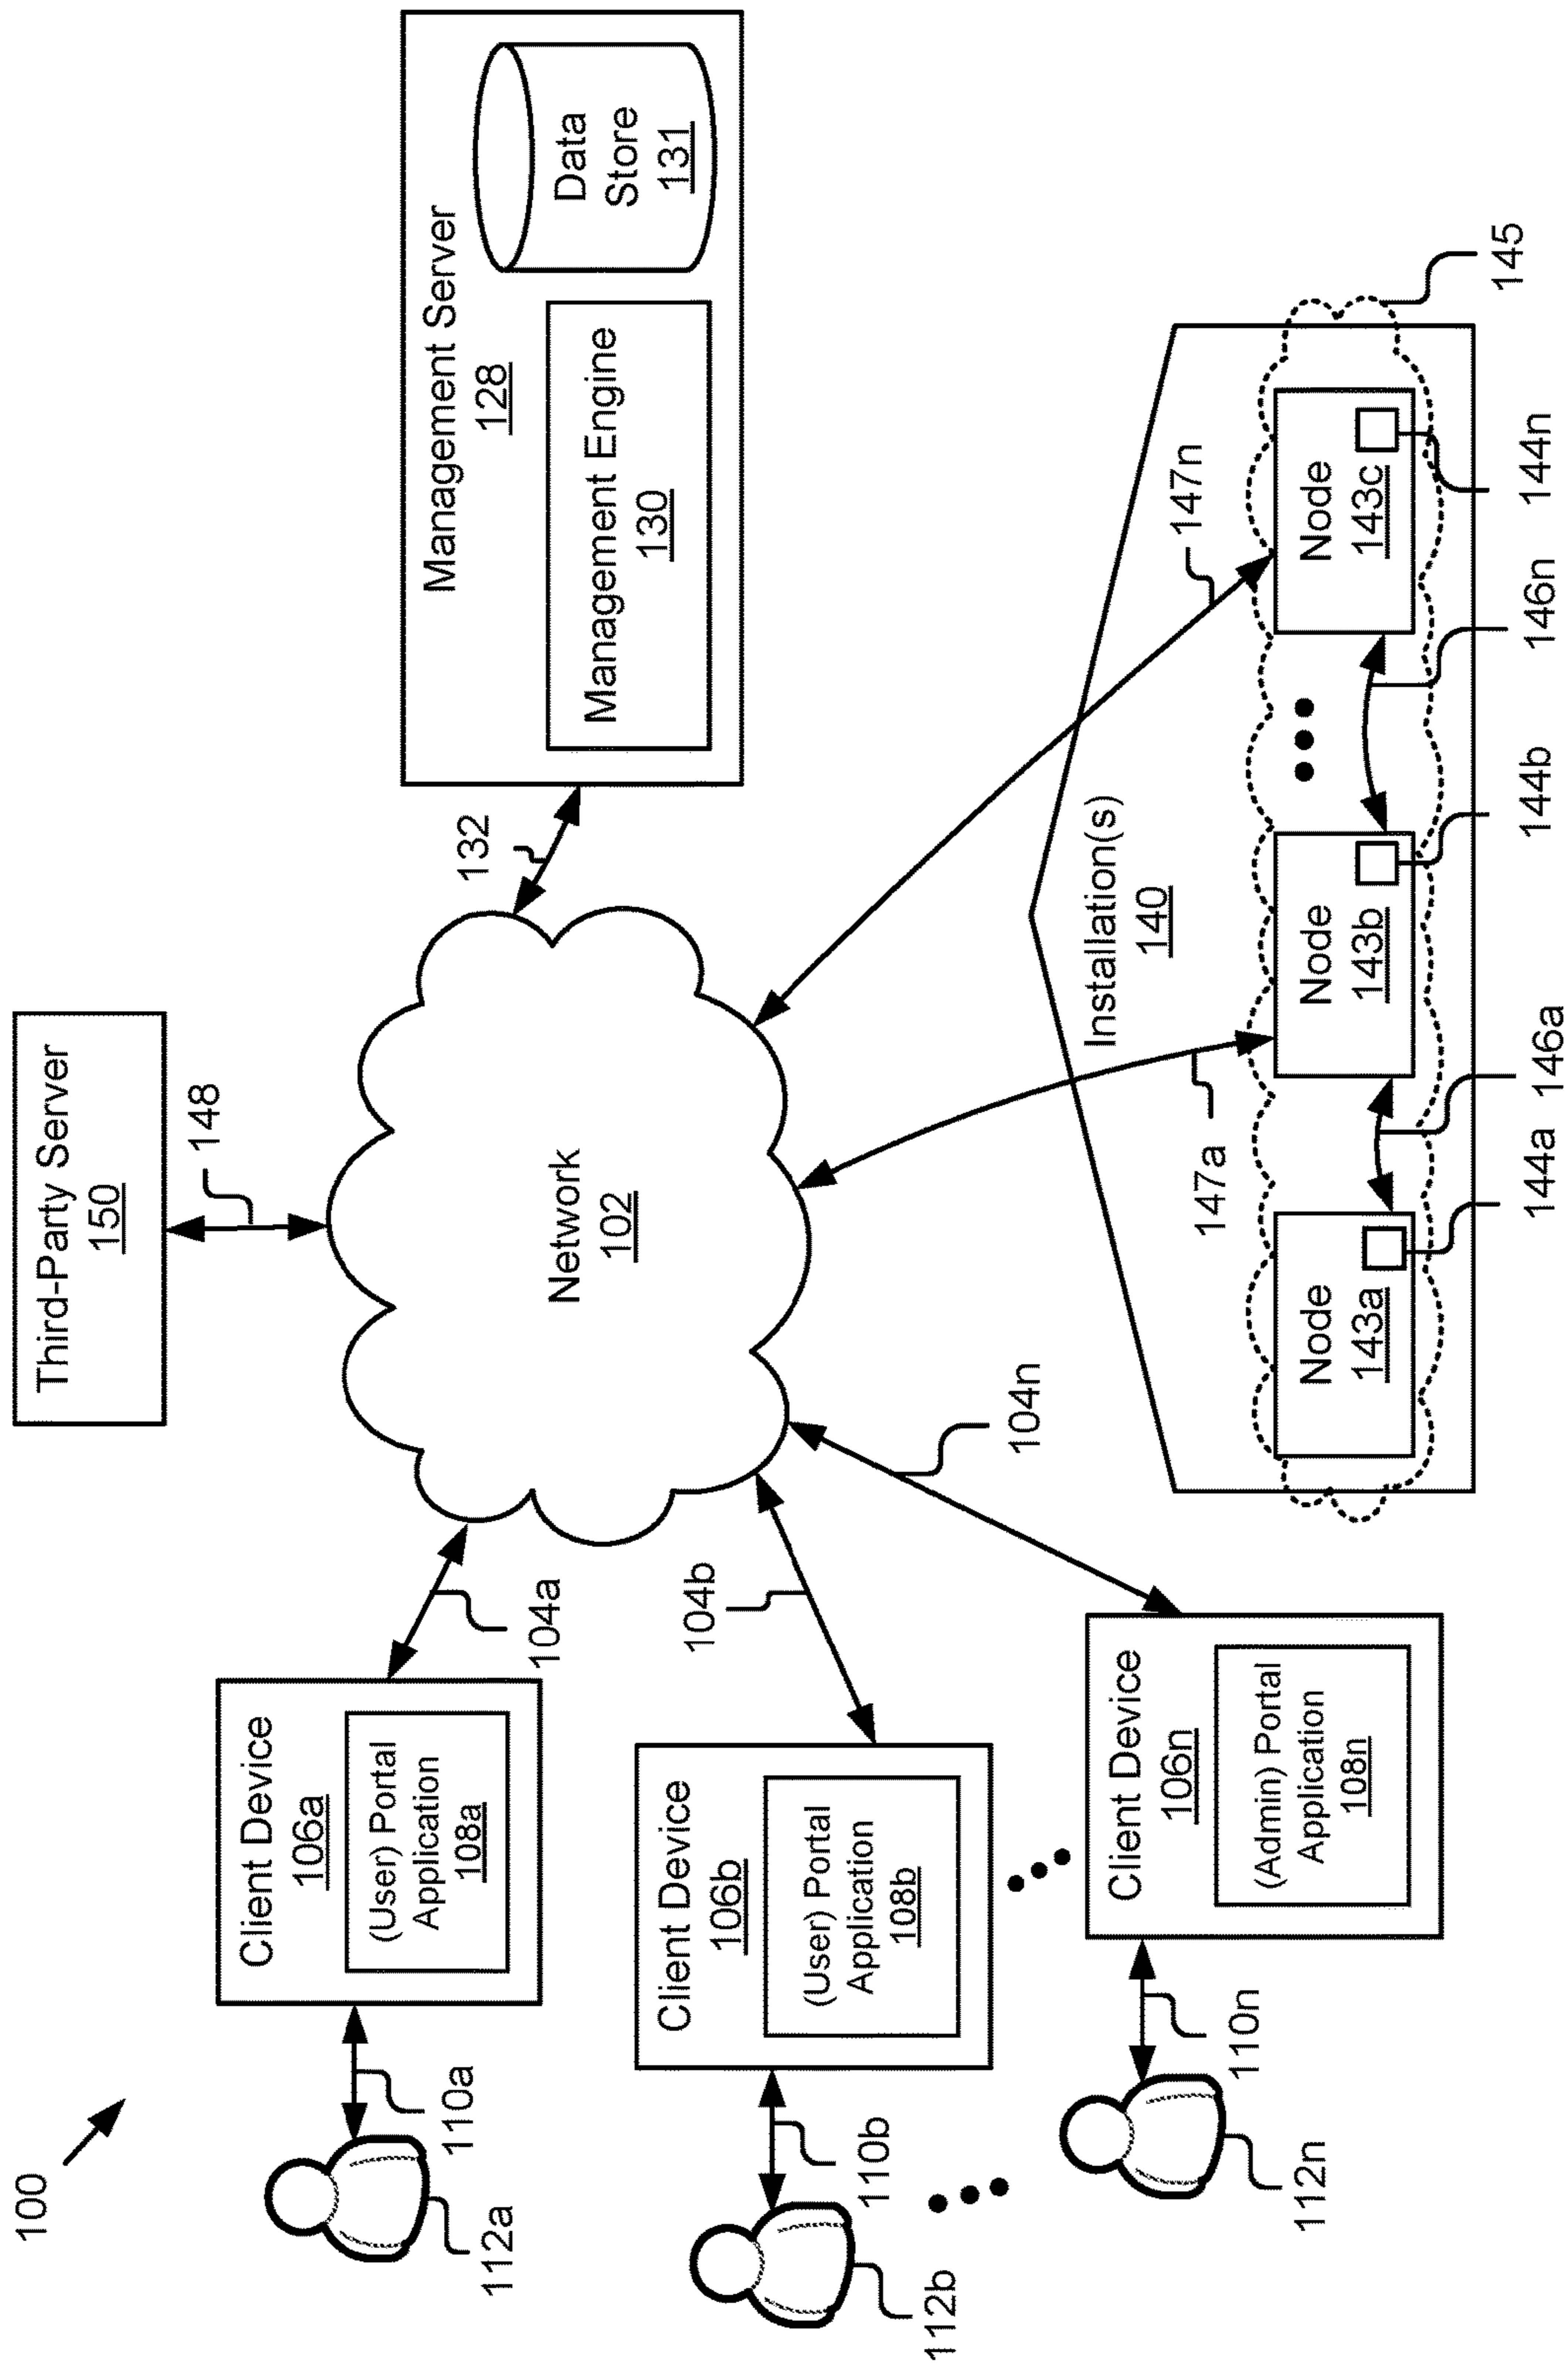 100
Third-Party Server
150
148
Management Server
128
Management Engine
130
Data
Store
131
132
Network
102
Client Device
106a
(User) Portal
Application
108a
104a
110a
112a
Client Device
106b
(User) Portal
Application
108b
104b
110b
112b
Client Device
106n
(Admin) Portal
Application
108n
104n
110n
112n
Installation(s)
140
147a
147n
Node
143a
Node
143b
Node
143c
145
144a
146a
144b
146n
144n